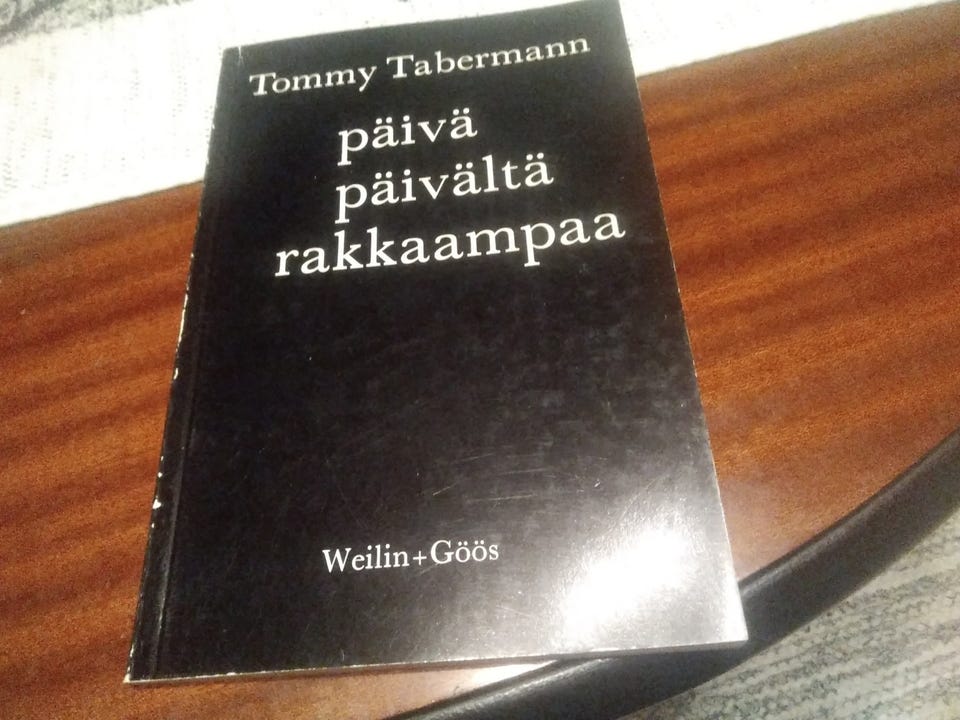 Tommy Tabermann
päivä
päivältä
rakkaampaa
Weilin+Göös